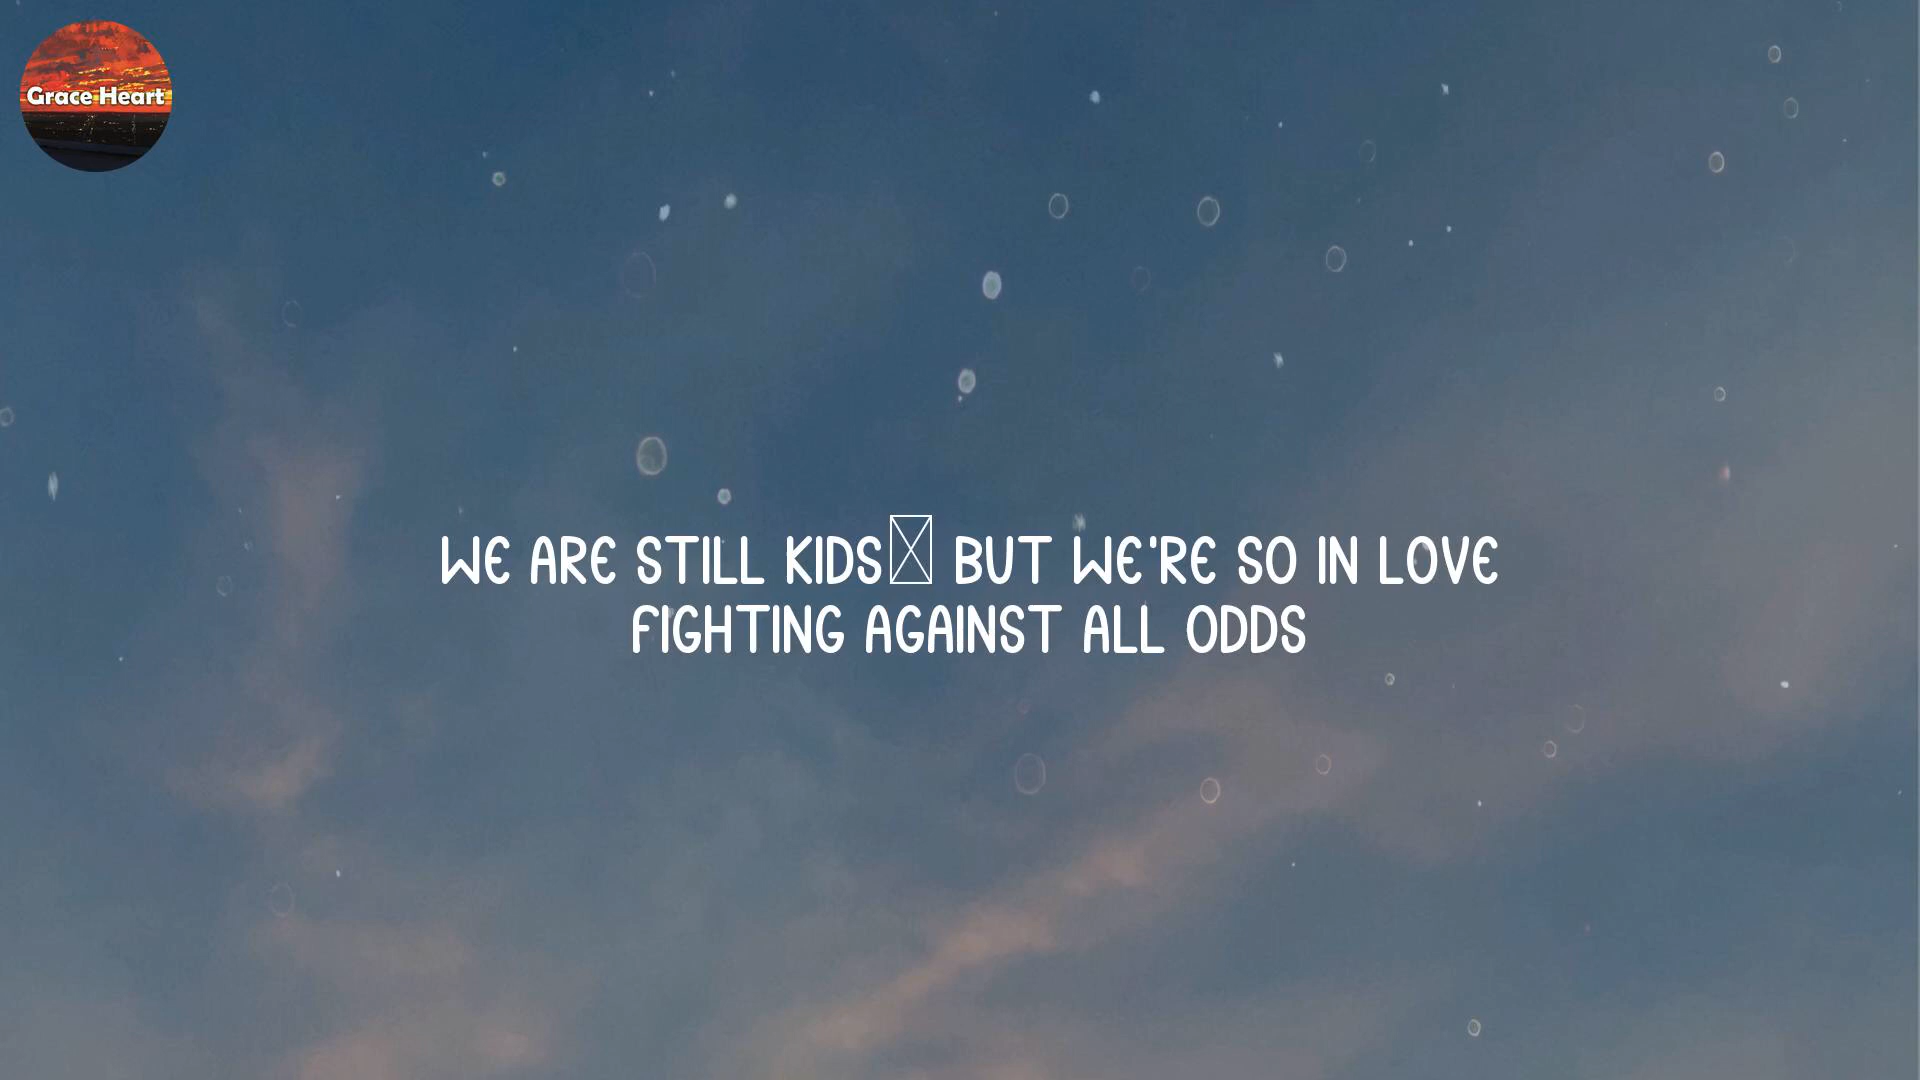 Grace Heart
WE ARE STILL KIDS☒ BUT WE'RE SO IN LOVE
FIGHTING AGAINST ALL ODDS